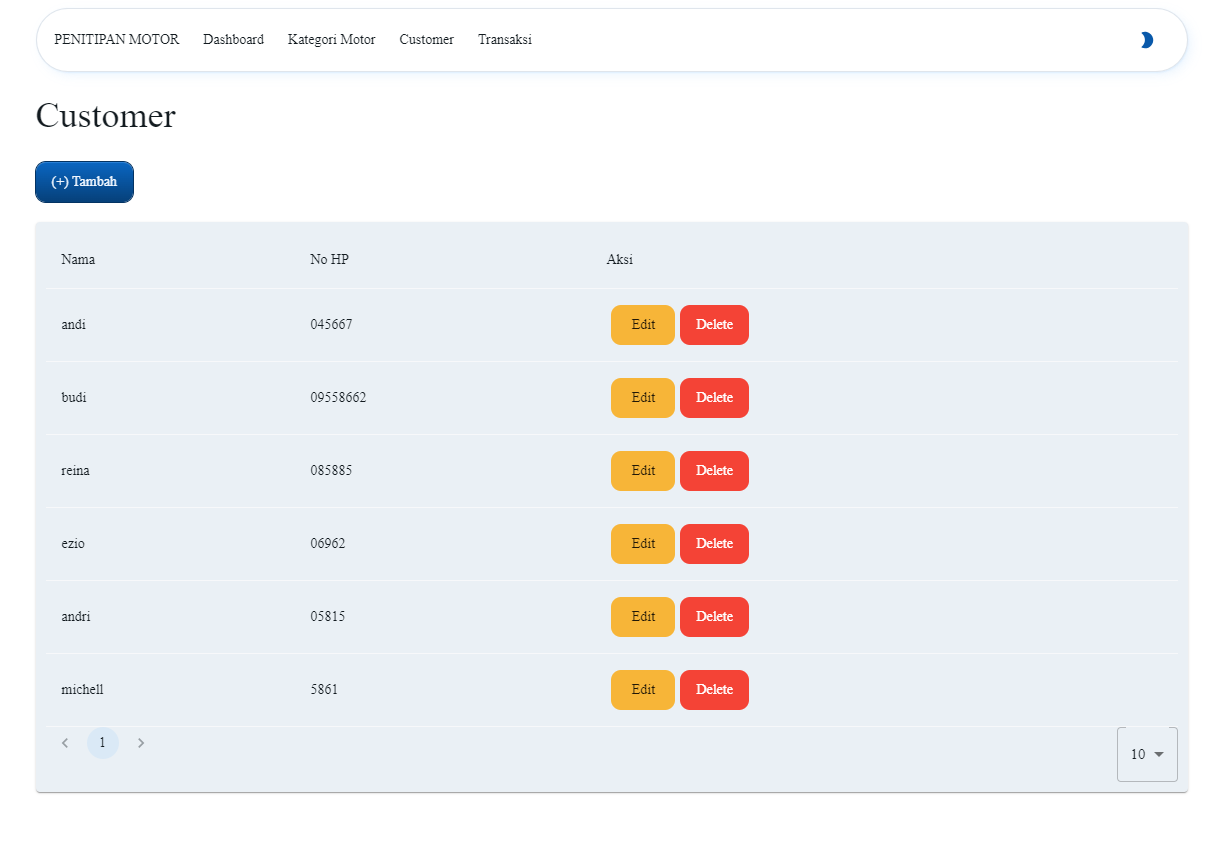 PENITIPAN MOTOR Dashboard Kategori Motor Customer Transaksi
Customer
(+) Tambah
Nama No HP Aksi
andi 045667 Edit Delete
budi 09558662 Edit Delete
reina 085885 Edit Delete
ezio 06962 Edit Delete
andri 05815 Edit Delete
michell 5861 Edit Delete
1 10